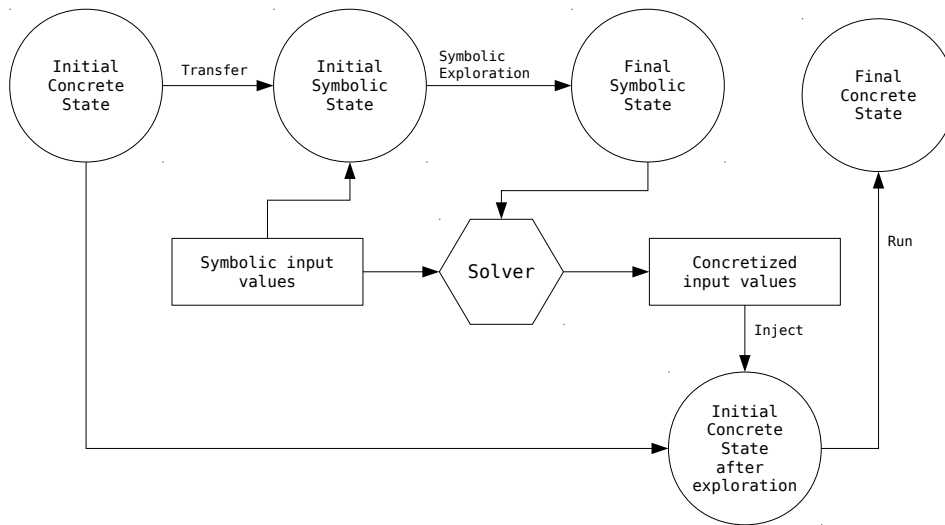 Initial
Concrete
State
Transfer
Initial
Symbolic
State
Symbolic
Exploration
Final
Symbolic
State
Final
Concrete
State
Symbolic input
values
Solver
Concretized
input values
Run
Inject
Initial
Concrete
State
after
exploration